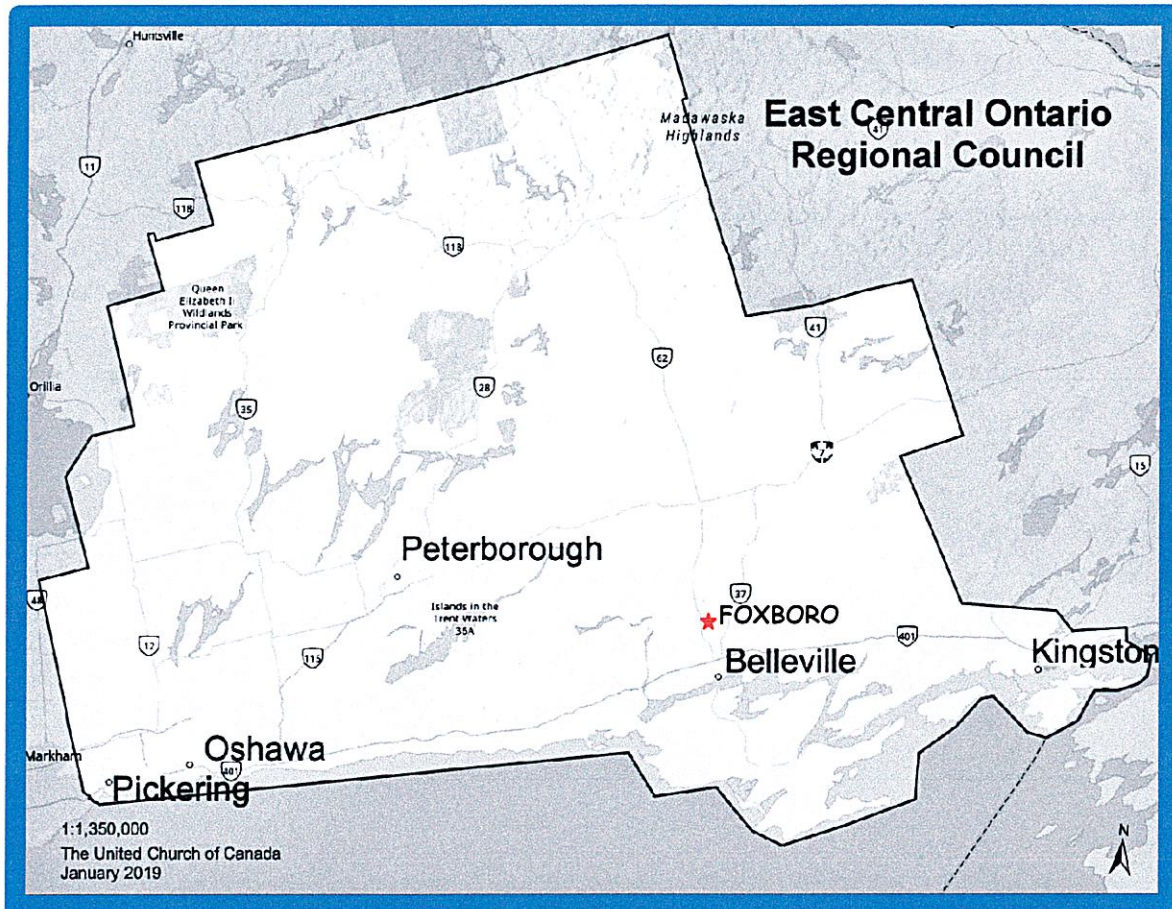 Huntsville
Madawaska
Highlands
East Central Ontario
Regional Council
41
11
118
118
Queen
Elizabeth II
Wildlands
Provincial Park
41
62
Orillia
28
35
7
15
Peterborough
48
Islands in the
Trent Waters
36A
37
FOXBORO
12
115
401
Belleville
Kingston
Markham
Oshawa
401
Pickering
1:1,350,000
The United Church of Canada
January 2019
N